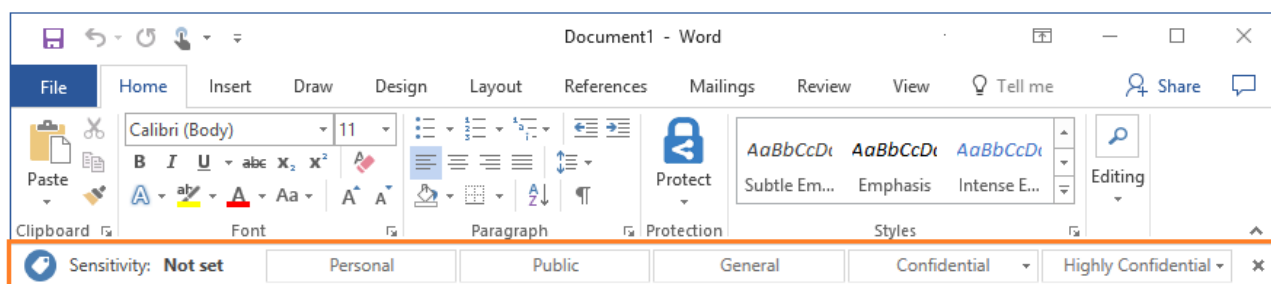 Document1 - Word
File Home Insert Draw Design Layout References Mailings Review View Tell me Share
Calibri (Body) 11 AaBbCcDc AaBbCcDc AaBbCcDc
B I U abc X₂ X² Paste Protect Subtle Em... Emphasis Intense E... Editing
A aby A Aa A A A Z
Clipboard Font Paragraph Protection Styles
Sensitivity: Not set Personal Public General Confidential Highly Confidential